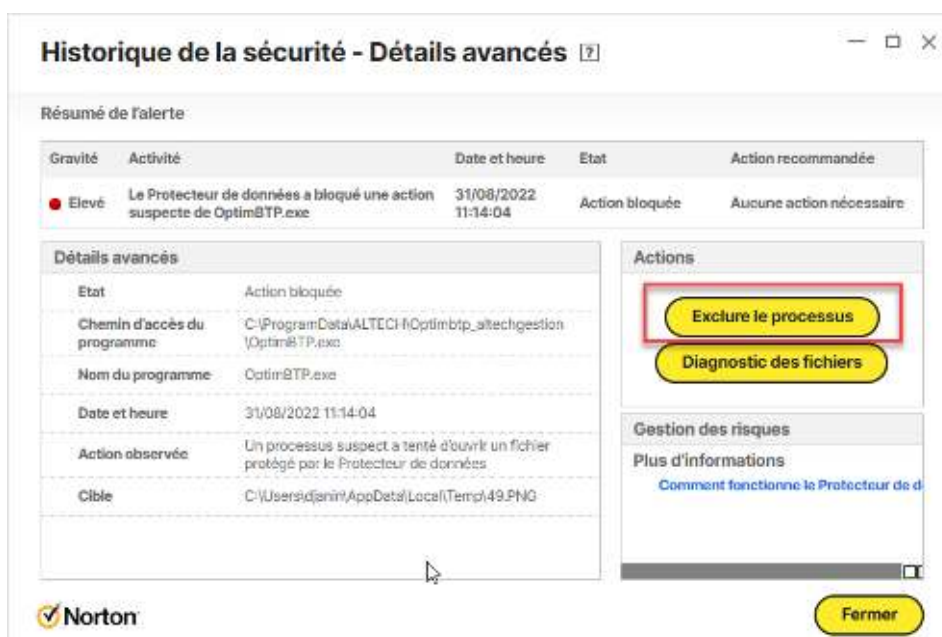 Historique de la sécurité - Détails avancés ?
Résumé de l'alerte
Gravité Activité Date et heure Etat Action recommandée
Elevé Le Protecteur de données a bloqué une action suspecte de OptimBTP.exe 31/08/2022 11:14:04 Action bloquée Aucune action nécessaire
Détails avancés
Etat Action bloquée
Chemin d'accès du programme C:\ProgramData\ALTECH\Optimbtp_altechgestion\OptimBTP.exe
Nom du programme OptimBTP.exe
Date et heure 31/08/2022 11:14:04
Action observée Un processus suspect a tenté d'ouvrir un fichier protégé par le Protecteur de données
Cible C:\Users\djanin\AppData\Local\Temp\49.PNG
Actions
Exclure le processus
Diagnostic des fichiers
Gestion des risques
Plus d'informations
Comment fonctionne le Protecteur de d
Norton
Fermer